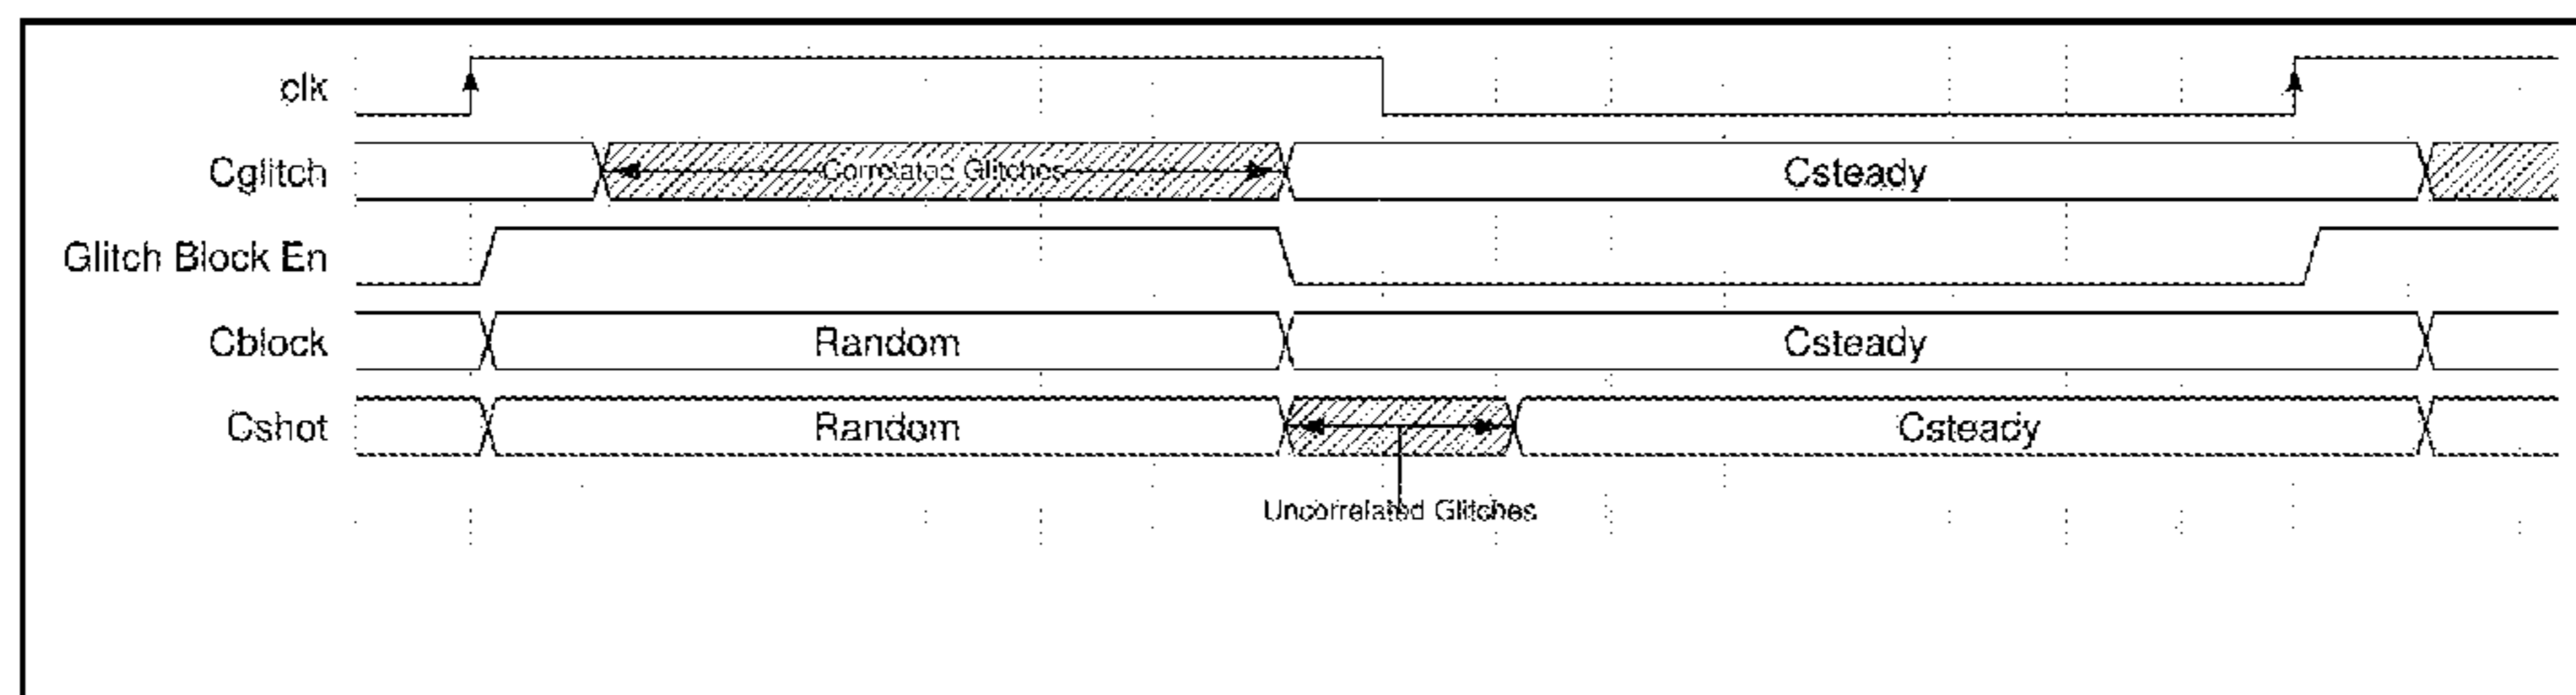 clk
Cglitch Correlated Glitches Csteady
Glitch Block En
Cblock Random Csteady
Cshot Random Csteady
Uncorrelated Glitches